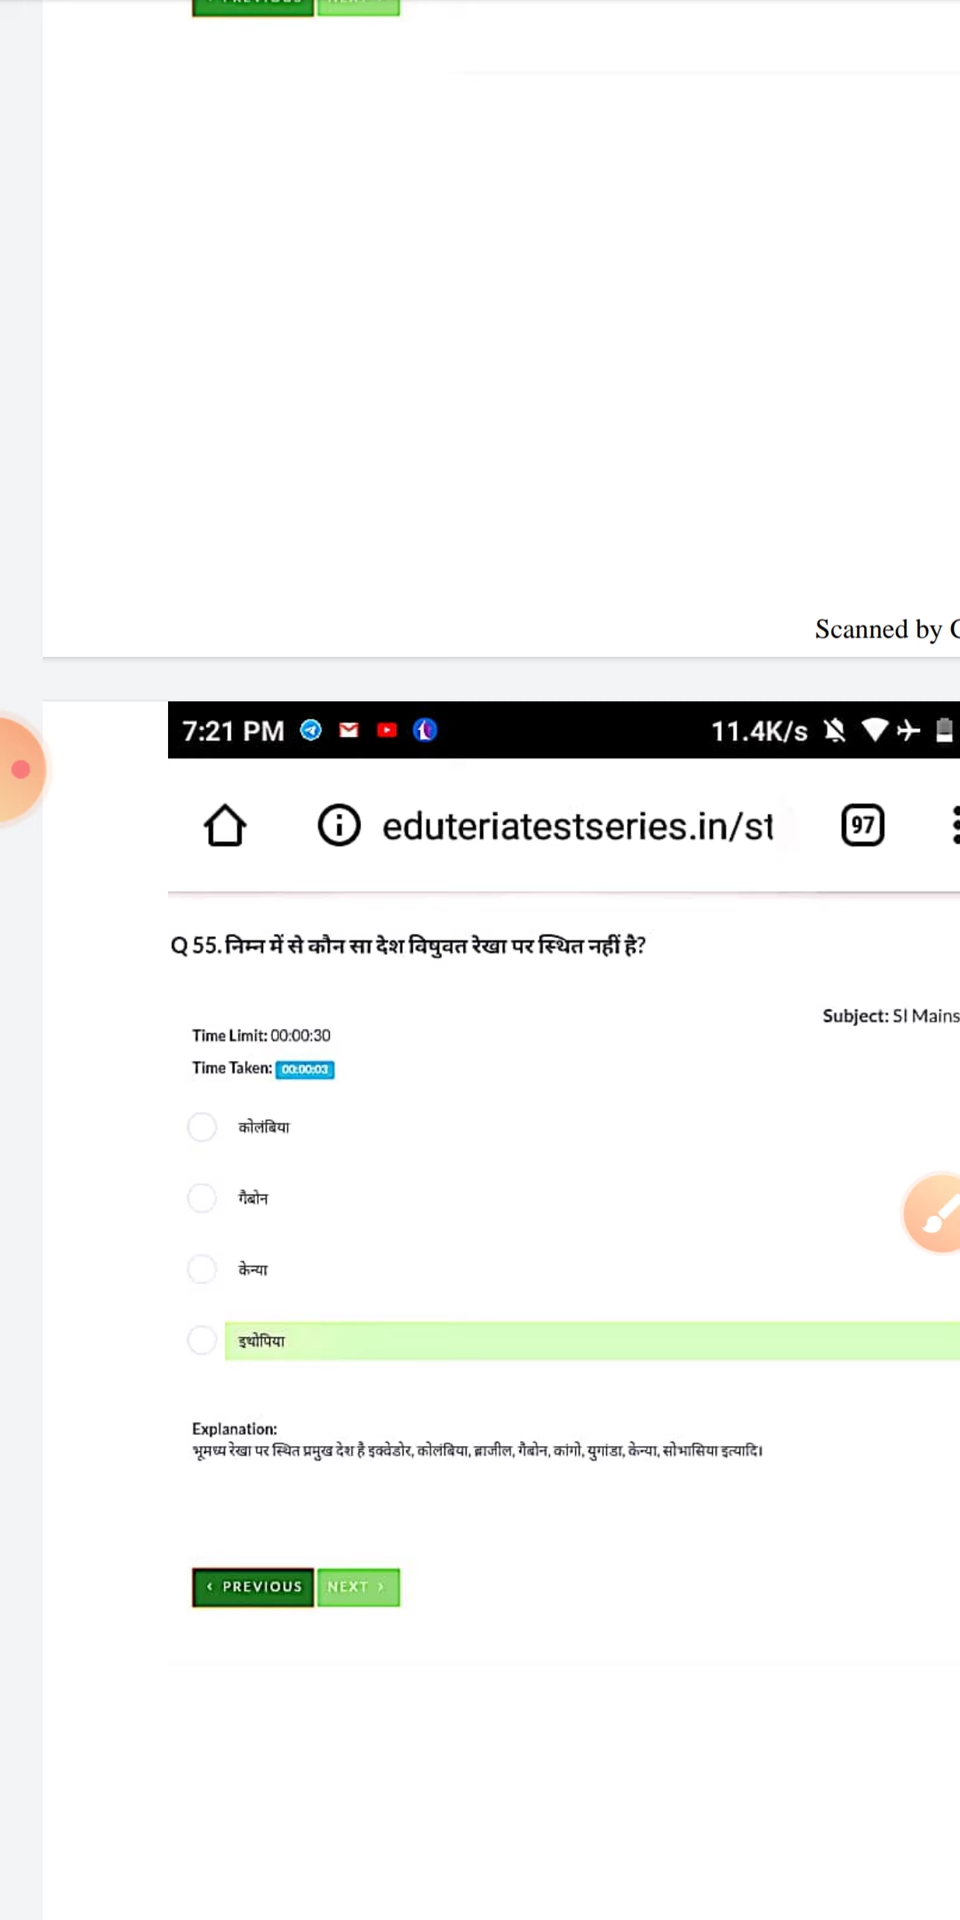 Scanned by
7:21 PM 11.4K/s
eduteriatestseries.in/st 97
Q 55. निम्न में से कौन सा देश विषुवत रेखा पर स्थित नहीं है?
Subject: SI Mains
Time Limit: 00:00:30
Time Taken: 00:00:03
कोलंबिया
गैबोन
केन्या
इथोपिया
Explanation:
भूमध्य रेखा पर स्थित प्रमुख देश है इक्वेडोर, कोलंबिया, ब्राजील, गैबोन, कांगो, युगांडा, केन्या, सोभासिया इत्यादि।
‹ PREVIOUS NEXT ›